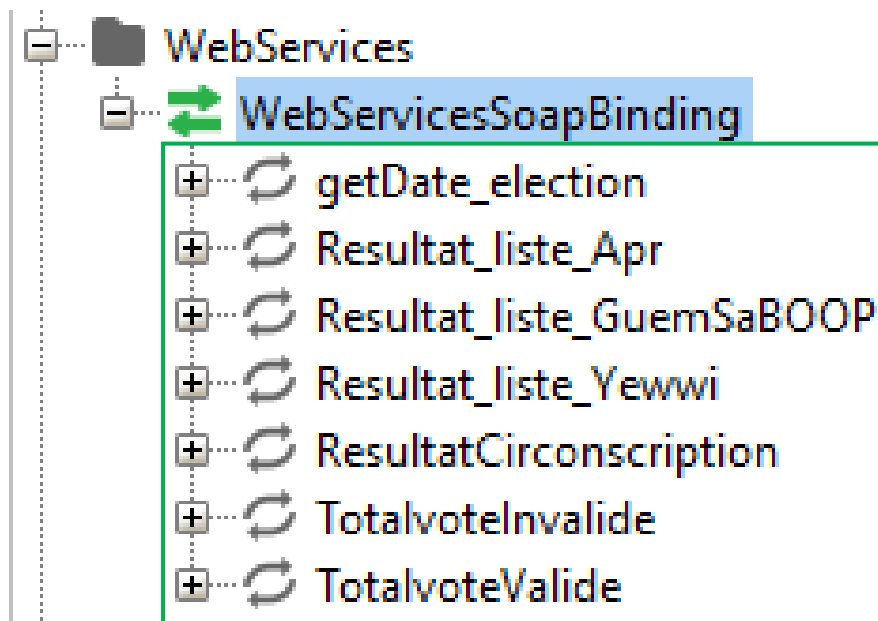 WebServices
WebServicesSoapBinding
getDate_election
Resultat_liste_Apr
Resultat_liste_GuemSaBOOP
Resultat_liste_Yewwi
ResultatCirconscription
TotalvoteInvalide
TotalvoteValide